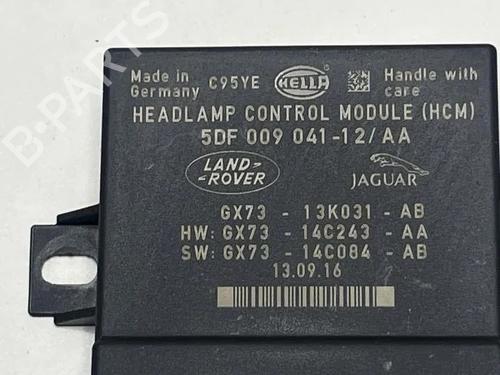 Made in C95YE HELLA Handle with
Germany care
HEADLAMP CONTROL MODULE (HCM)
5DF 009 041-12/AA
LAND-
-ROVER
JAGUAR
GX73 - 13K031 - AB
HW: GX73 - 14C243 - AA
SW: GX73 - 14C084 - AB
13.09.16
B-PARTS